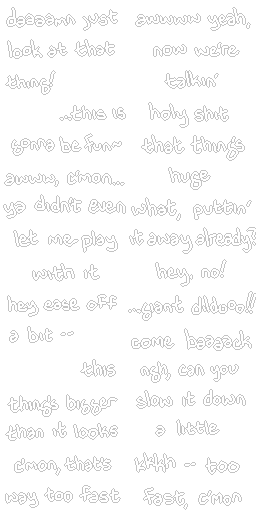 daaaamn just
look at that
thing!
...this is
gonna be fun~
awww, c'mon...
ya didn't even
let me play
with it
hey ease off
a bit --
this
thing's bigger
than it looks
c'mon, that's
way too fast
awwww yeah,
now we're
talkin'
holy shit
that thing's
huge
what, puttin'
it away already?
hey, no!
...giant dildooo!!
come baaaack
ngh, can you
slow it down
a little
kkhh -- too
fast, c'mon